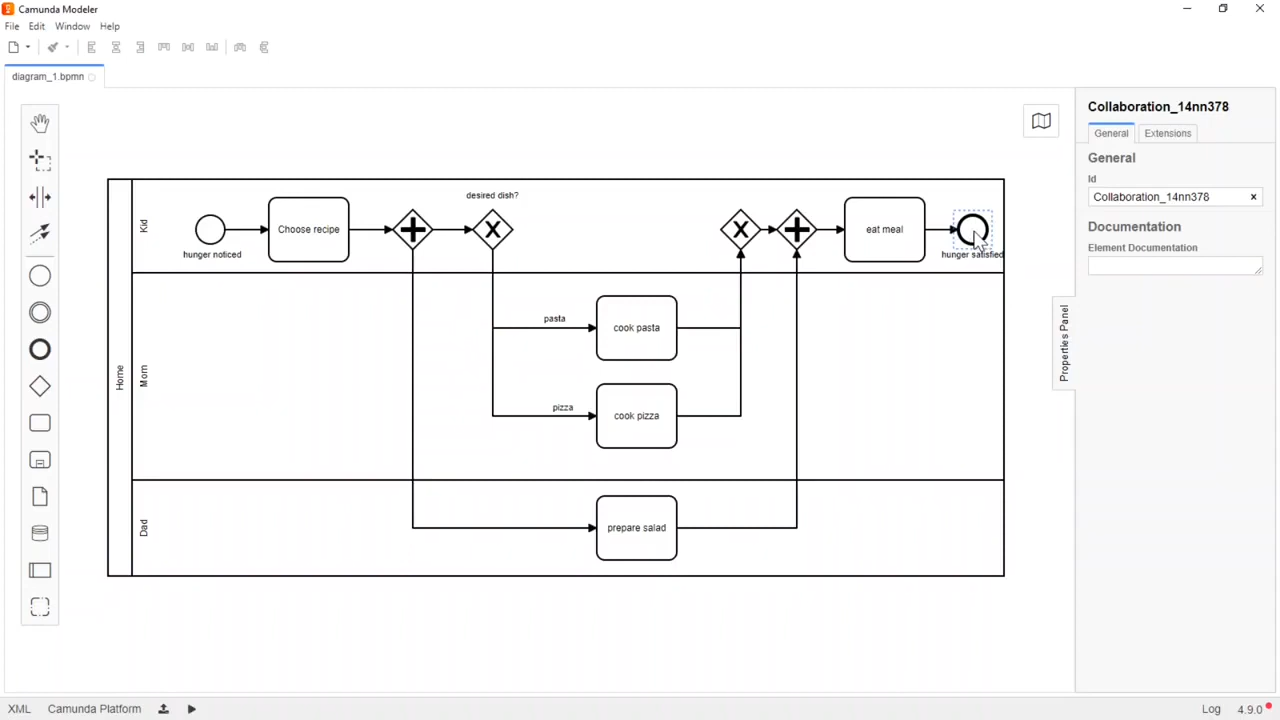 Camunda Modeler
File Edit Window Help
diagram_1.bpmn
Collaboration_14nn378
General Extensions
General
Id
Collaboration_14nn378
Documentation
Element Documentation
Properties Panel
Home
Kid
hunger noticed
Choose recipe
desired dish?
eat meal
hunger satisfied
Mom
pasta
cook pasta
pizza
cook pizza
Dad
prepare salad
XML Camunda Platform Log 4.9.0